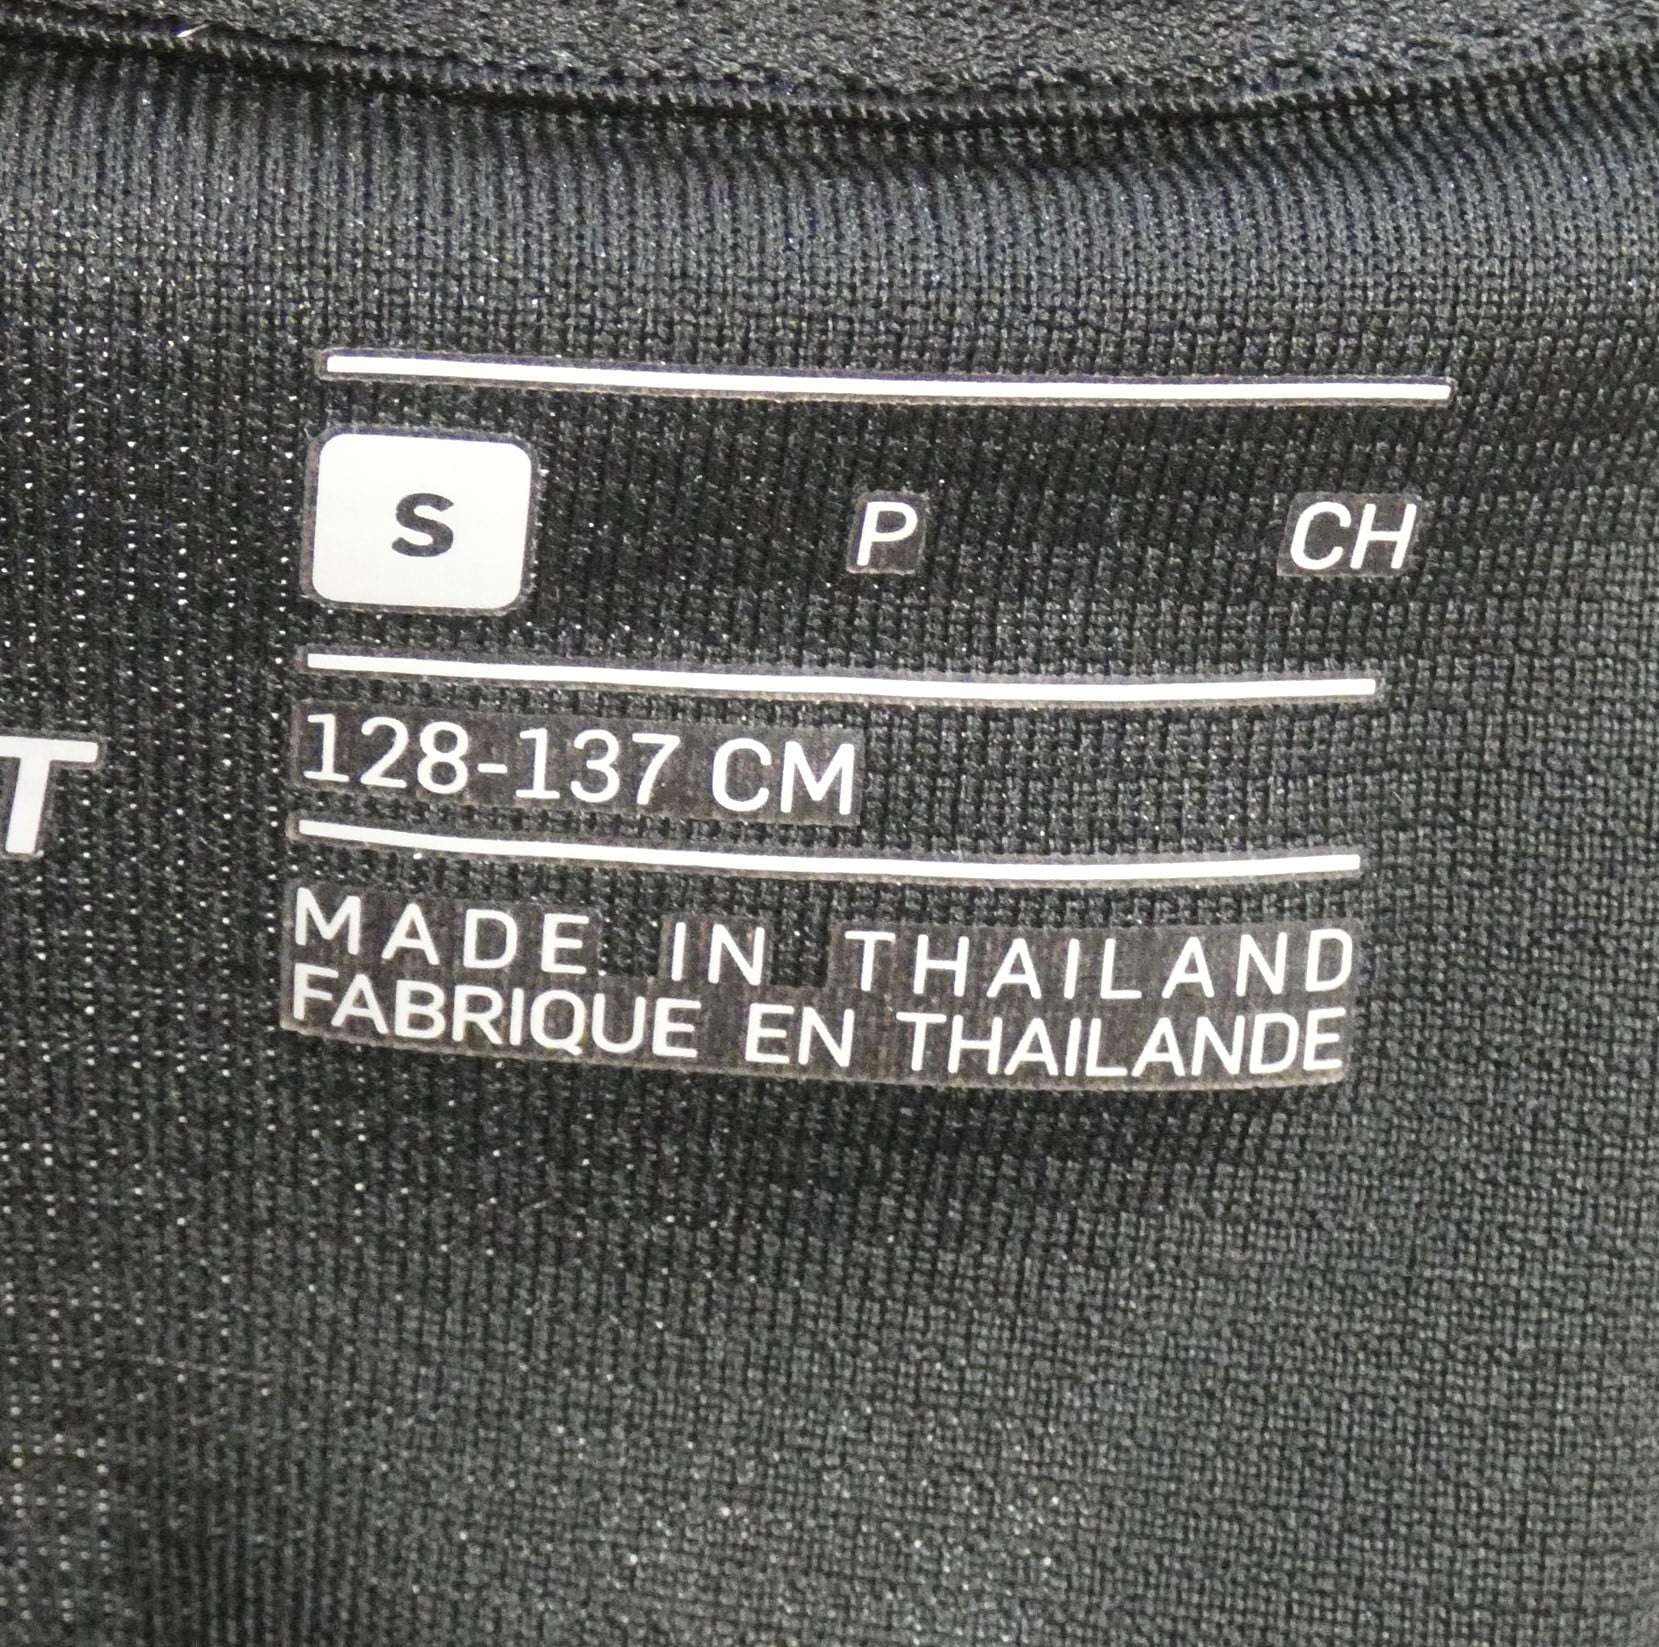 S P CH
128-137 CM
T
MADE IN THAILAND
FABRIQUE EN THAILANDE